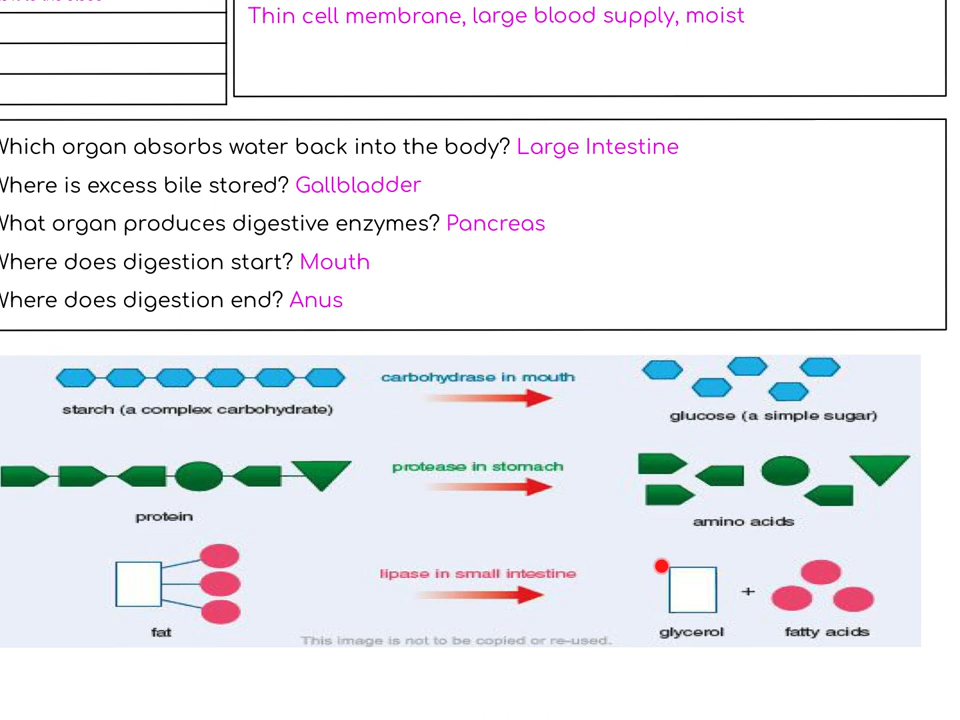 Thin cell membrane, large blood supply, moist
Which organ absorbs water back into the body? Large Intestine
Where is excess bile stored? Gallbladder
What organ produces digestive enzymes? Pancreas
Where does digestion start? Mouth
Where does digestion end? Anus
carbohydrase in mouth
starch (a complex carbohydrate)
glucose (a simple sugar)
protease in stomach
protein
amino acids
lipase in small intestine
+
fat
glycerol
fatty acids
This image is not to be copied or re-used.